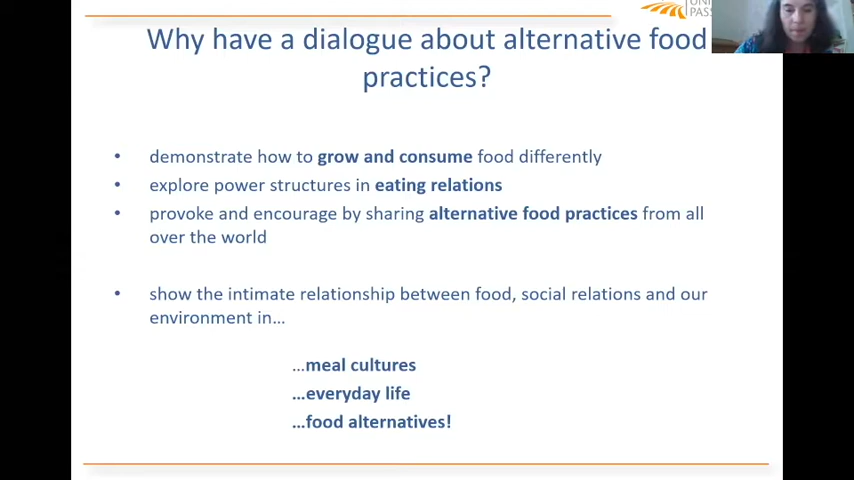 UNI
PASS
Why have a dialogue about alternative food
practices?
• demonstrate how to grow and consume food differently
• explore power structures in eating relations
• provoke and encourage by sharing alternative food practices from all
over the world
• show the intimate relationship between food, social relations and our
environment in...
...meal cultures
...everyday life
...food alternatives!